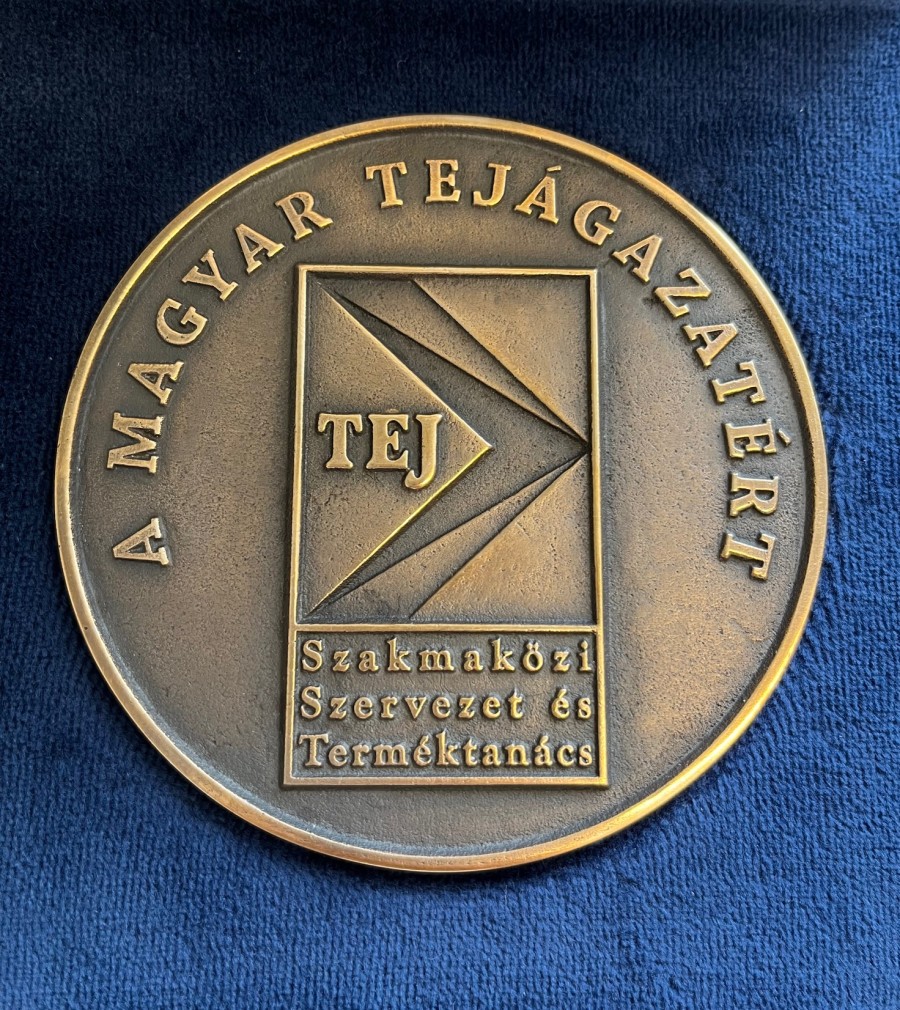 A MAGYAR TEJÁGAZATÉRT
TEJ
Szakmaközi
Szervezet és
Terméktanács